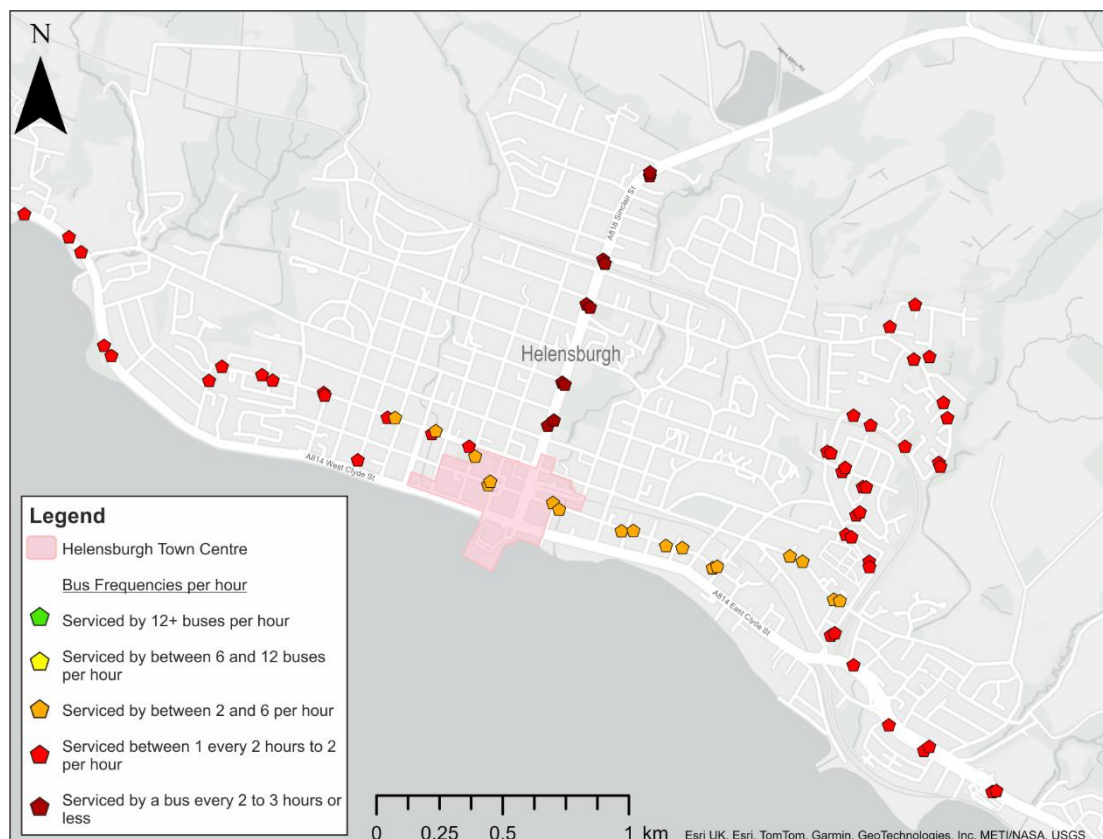 N
A818 Sinclair St
Helensburgh
A814 West Clyde St
A814 East Clyde St
Legend
Helensburgh Town Centre
Bus Frequencies per hour
Serviced by 12+ buses per hour
Serviced by between 6 and 12 buses
per hour
Serviced by between 2 and 6 per hour
Serviced between 1 every 2 hours to 2
per hour
Serviced by a bus every 2 to 3 hours or
less
0 0.25 0.5 1 km
Esri UK, Esri, TomTom, Garmin, GeoTechnologies, Inc, METI/NASA, USGS